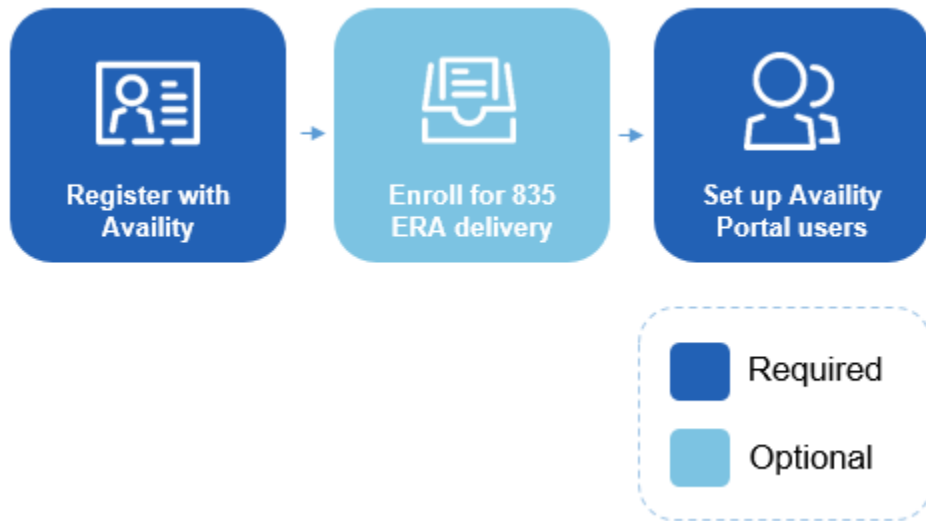 Register with
Availity
Enroll for 835
ERA delivery
Set up Availity
Portal users
Required
Optional